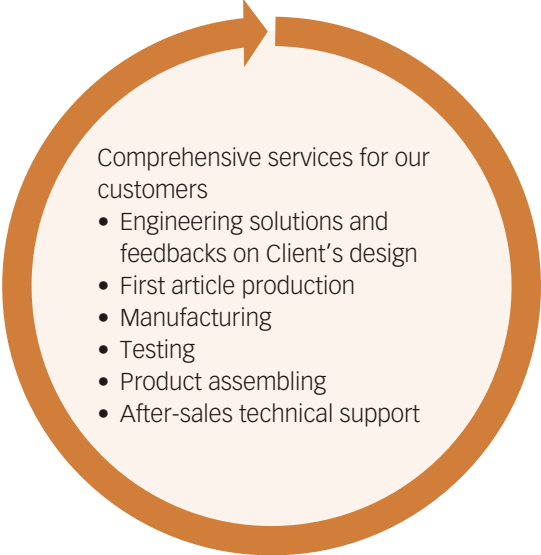 Comprehensive services for our
customers
• Engineering solutions and
feedbacks on Client's design
• First article production
• Manufacturing
• Testing
• Product assembling
• After-sales technical support